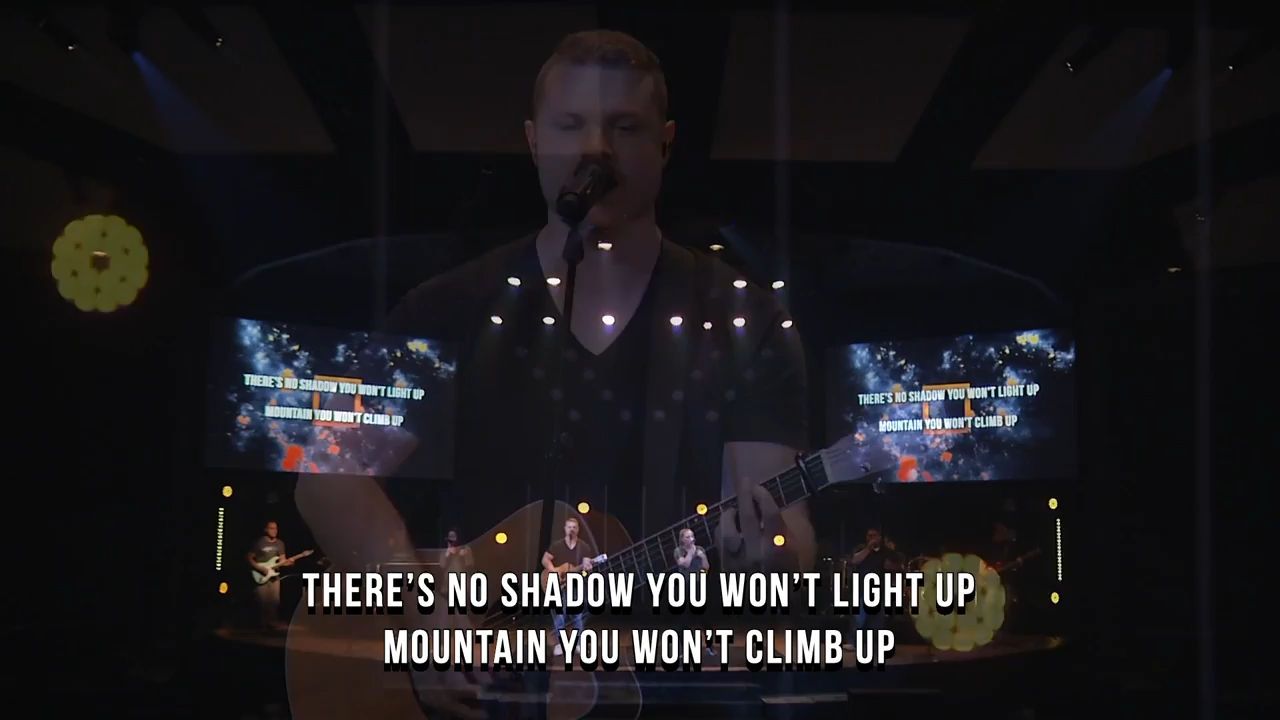 THERE'S NO SHADOW YOU WON'T LIGHT UP
MOUNTAIN YOU WON'T CLIMB UP
THERE'S NO SHADOW YOU WON'T LIGHT UP
MOUNTAIN YOU WON'T CLIMB UP
THERE’S NO SHADOW YOU WON’T LIGHT UP
MOUNTAIN YOU WON’T CLIMB UP